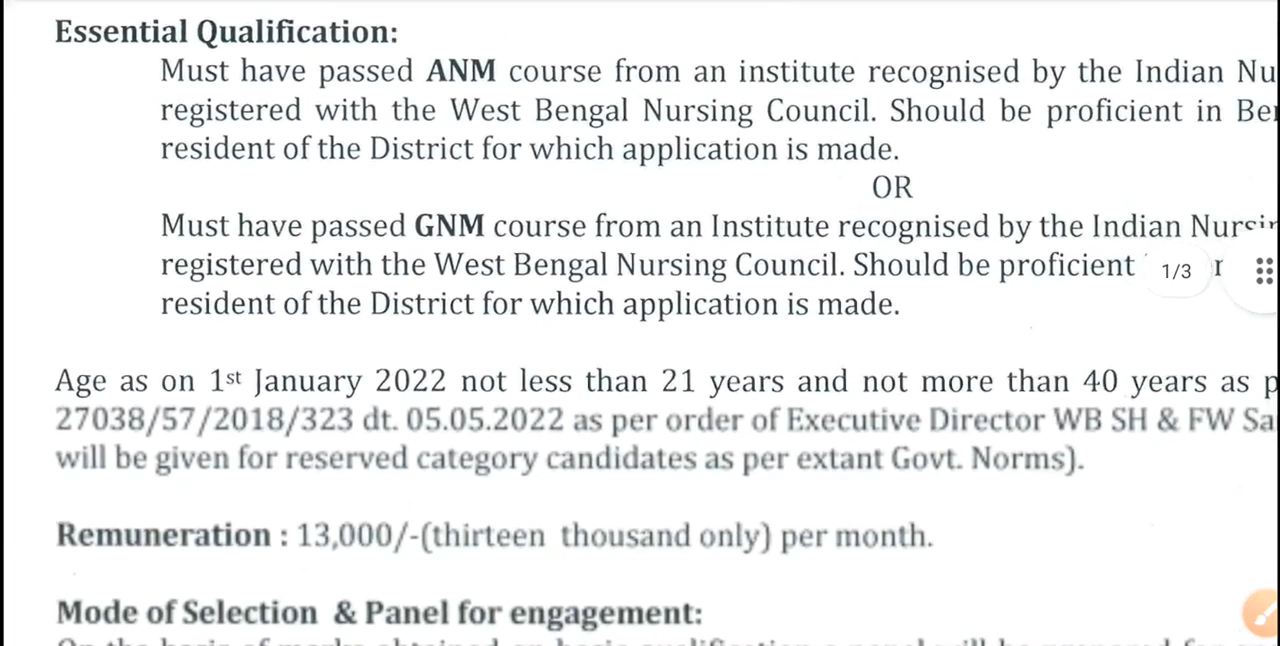 Essential Qualification:
Must have passed ANM course from an institute recognised by the Indian Nu
registered with the West Bengal Nursing Council. Should be proficient in Be
resident of the District for which application is made.
OR
Must have passed GNM course from an Institute recognised by the Indian Nursin
registered with the West Bengal Nursing Council. Should be proficient
1/3
resident of the District for which application is made.
Age as on 1st January 2022 not less than 21 years and not more than 40 years as p
27038/57/2018/323 dt. 05.05.2022 as per order of Executive Director WB SH & FW Sa
will be given for reserved category candidates as per extant Govt. Norms).
Remuneration : 13,000/-(thirteen thousand only) per month.
Mode of Selection & Panel for engagement: